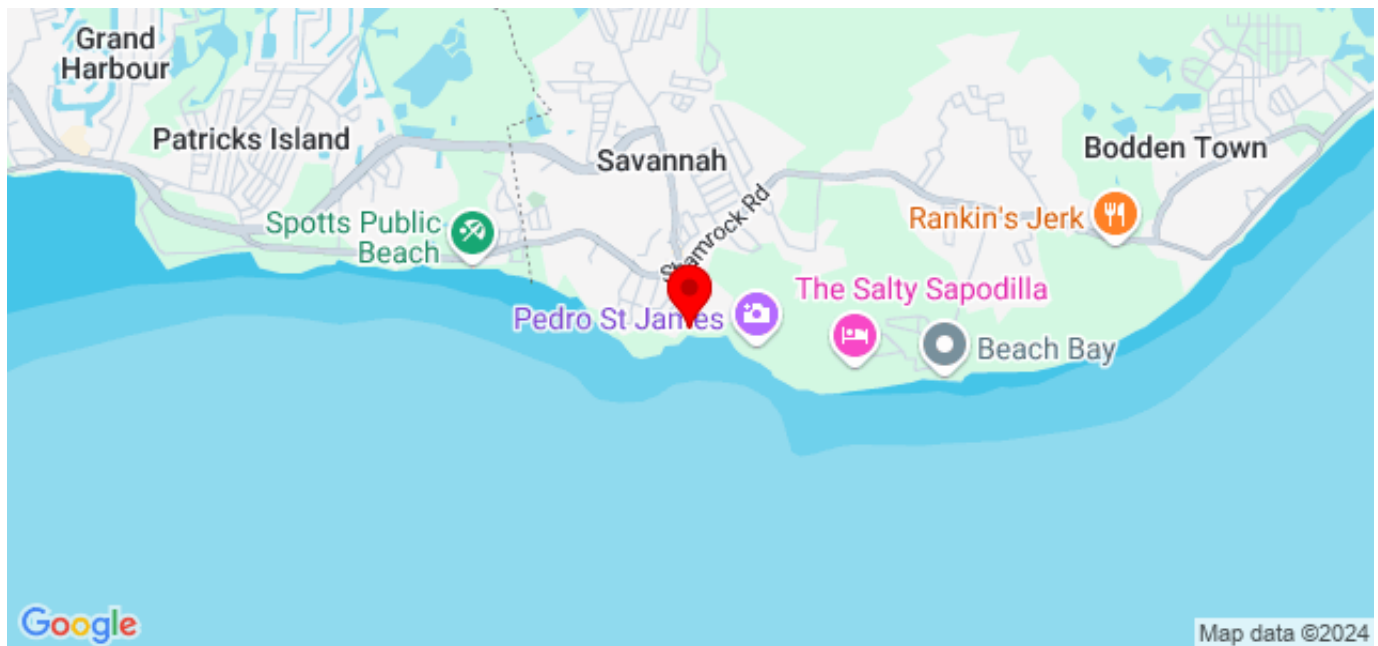 Grand
Harbour
Patricks Island
Savannah
Bodden Town
Shamrock Rd
Spotts Public
Beach
Rankin's Jerk
Pedro St James
The Salty Sapodilla
Beach Bay
Google
Map data ©2024